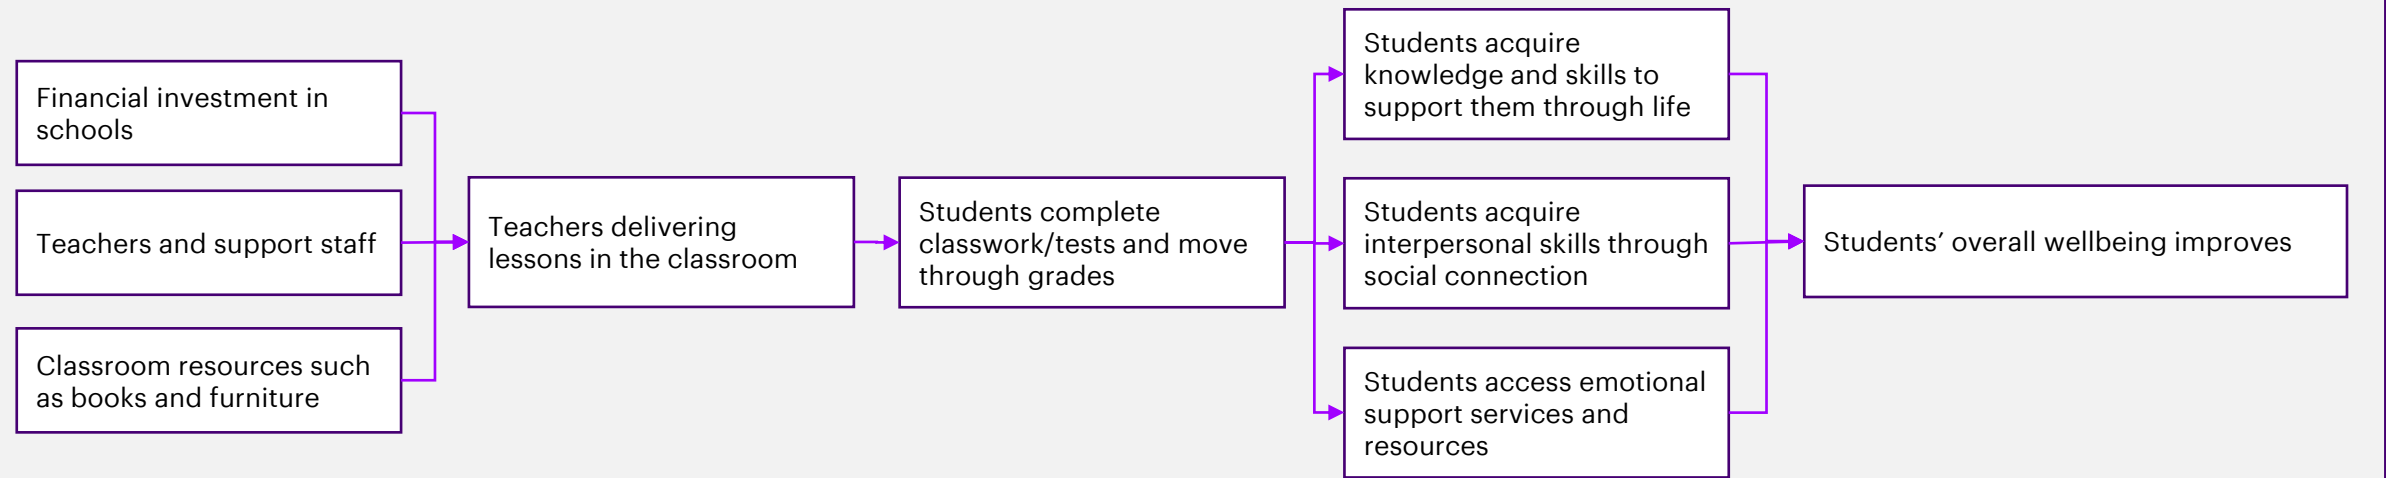 Financial investment in
schools
Teachers and support staff
Classroom resources such
as books and furniture
Teachers delivering
lessons in the classroom
Students complete
classwork/tests and move
through grades
Students acquire
knowledge and skills to
support them through life
Students acquire
interpersonal skills through
social connection
Students access emotional
support services and
resources
Students’ overall wellbeing improves